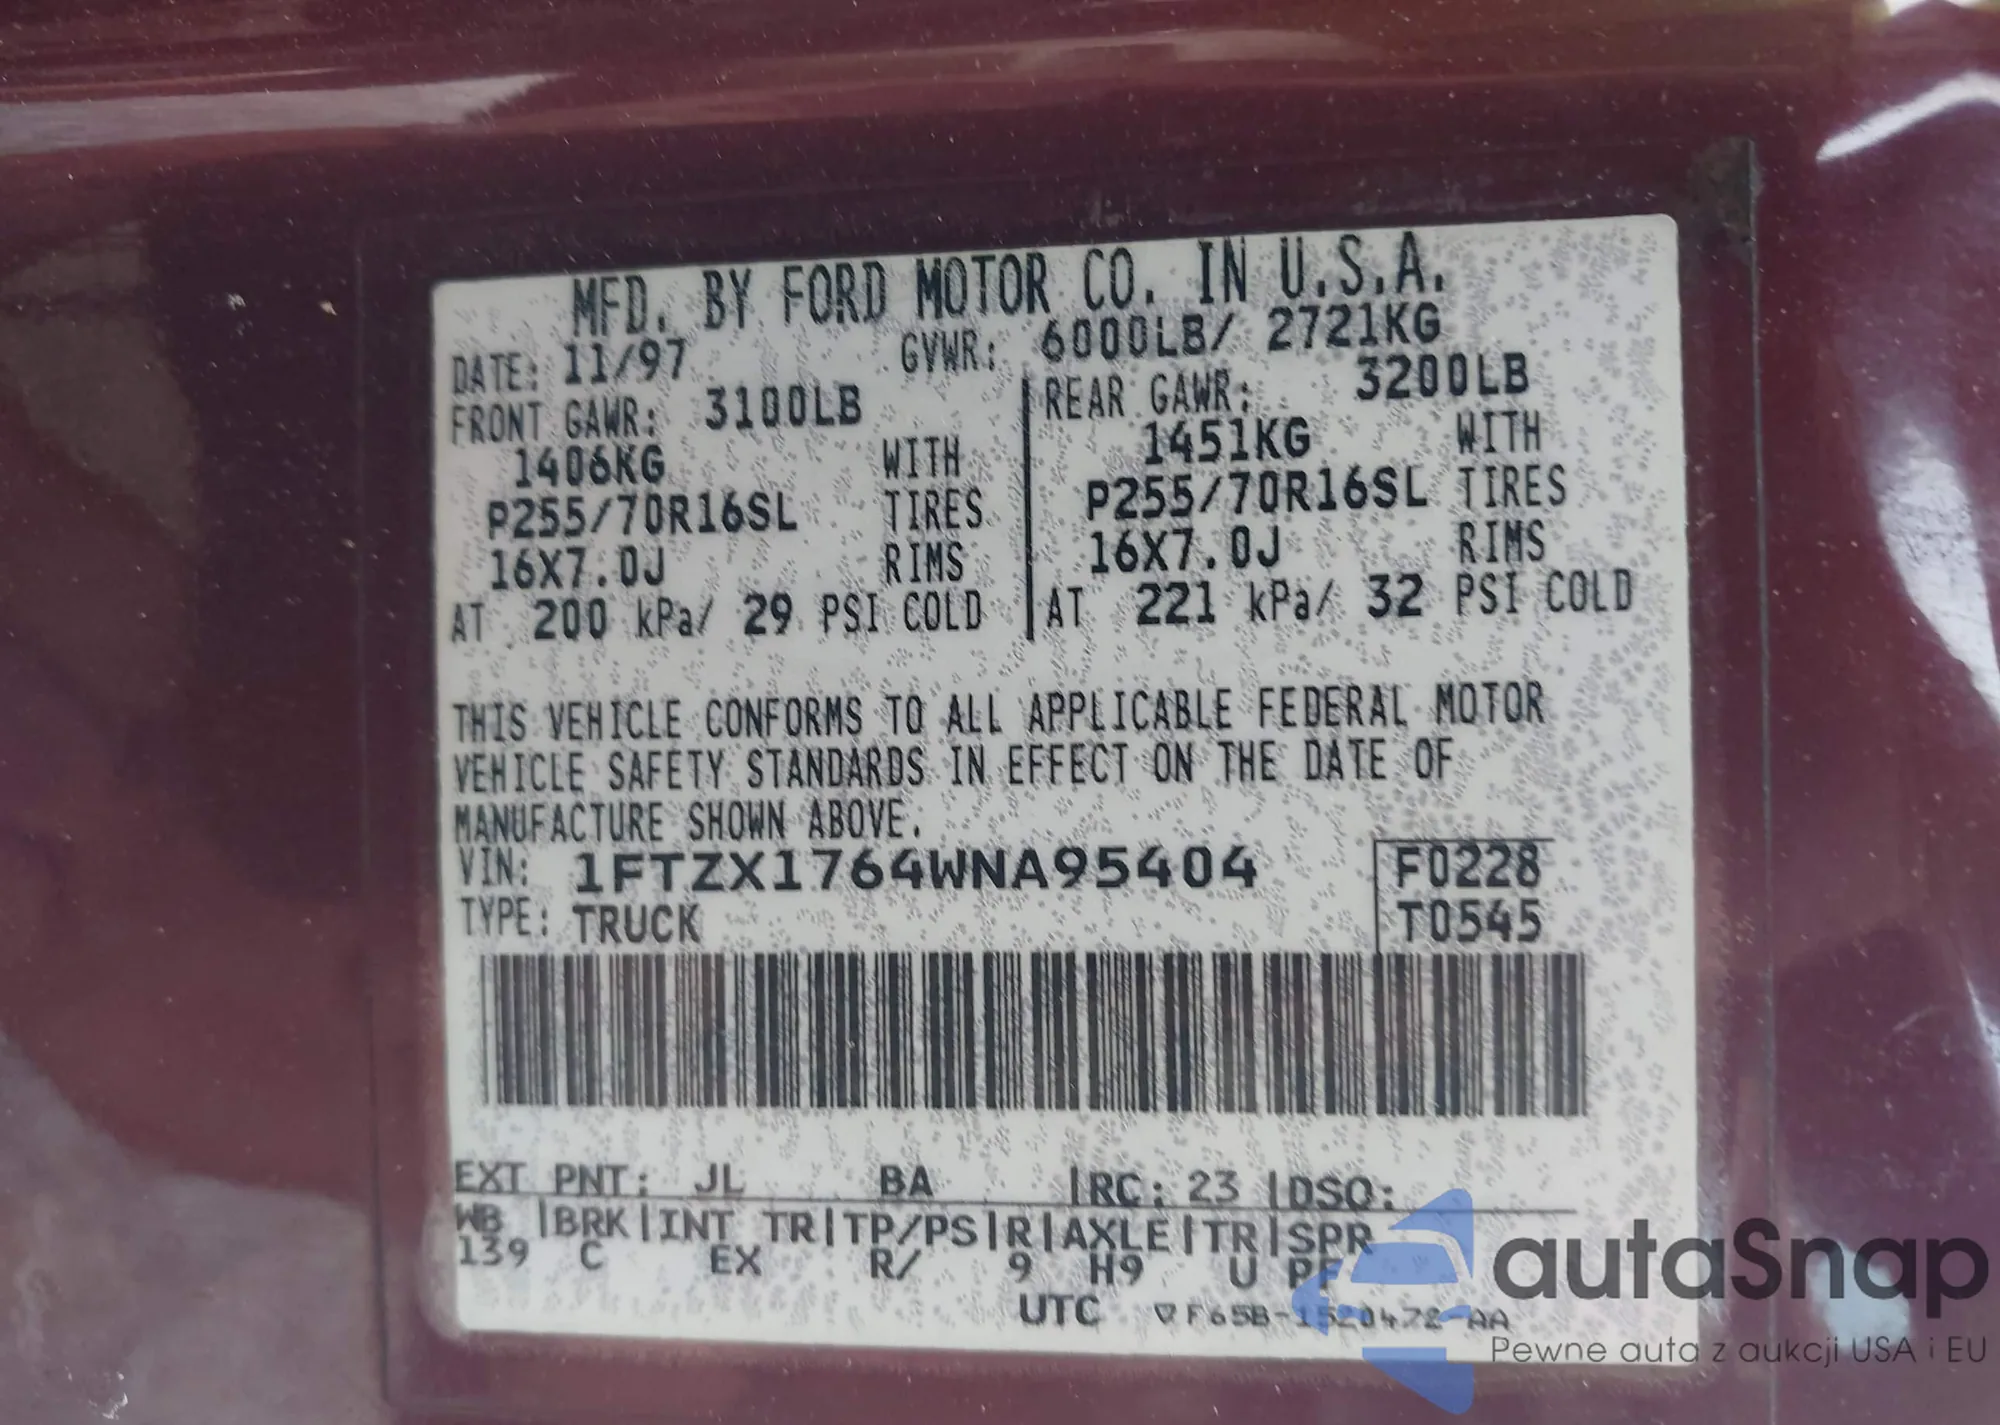 MFD. BY FORD MOTOR CO. IN U.S.A.
DATE: 11/97 GVWR: 6000LB/ 2721KG
FRONT GAWR: 3100LB REAR GAWR: 3200LB
1406KG WITH 1451KG WITH
P255/70R16SL TIRES P255/70R16SL TIRES
16X7.0J RIMS 16X7.0J RIMS
AT 200 kPa/ 29 PSI COLD AT 221 kPa/ 32 PSI COLD
THIS VEHICLE CONFORMS TO ALL APPLICABLE FEDERAL MOTOR
VEHICLE SAFETY STANDARDS IN EFFECT ON THE DATE OF
MANUFACTURE SHOWN ABOVE.
VIN: 1FTZX1764WNA95404 F0228
TYPE: TRUCK T0545
EXT PNT: JL BA |RC: 23 |DSO:
WB |BRK|INT TR|TP/PS|R|AXLE|TR|SPR
139 C EX R/ 9 H9 U
UTC
autaSnap
Pewne auta z aukcji USA i EU